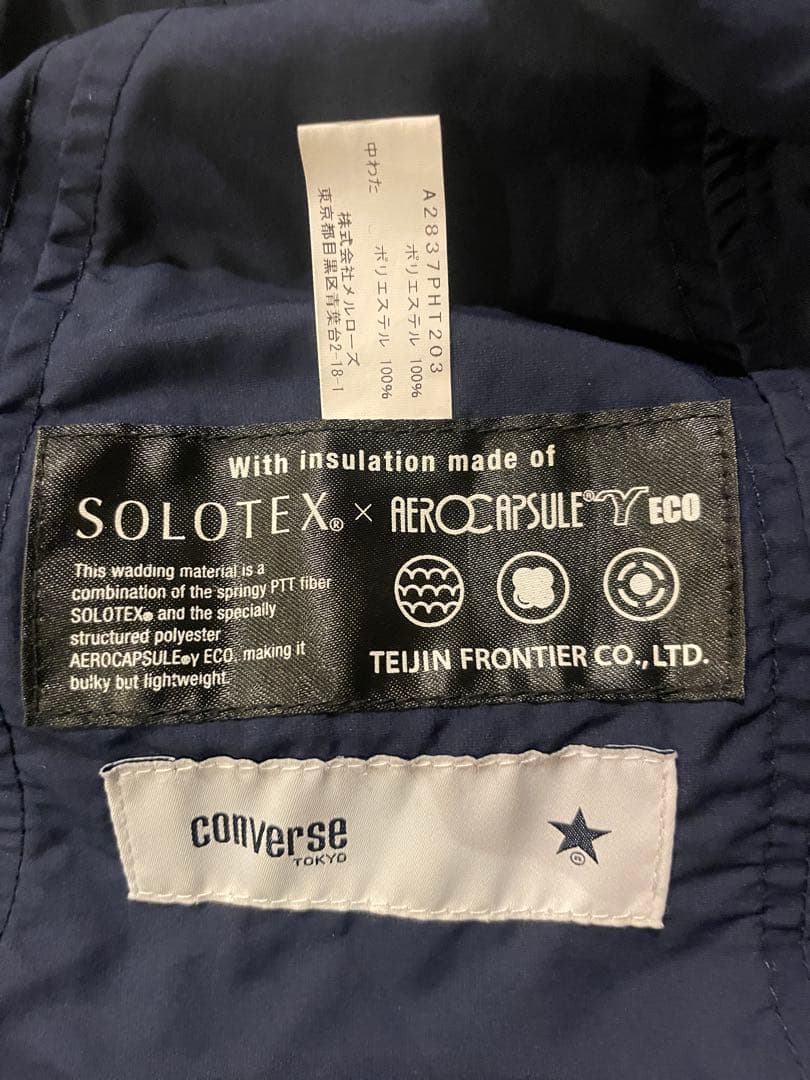 A2837PHT203
ポリエステル 100%
中わた ポリエステル 100%
株式会社メルローズ
東京都目黒区青葉台2-18-1
With insulation made of
SOLOTEX® × AEROCAPSULE®γ ECO
This wadding material is a
combination of the springy PTT fiber
SOLOTEX® and the specially
structured polyester
AEROCAPSULE®γ ECO, making it
bulky but lightweight.
TEIJIN FRONTIER CO., LTD.
converse
TOKYO
®